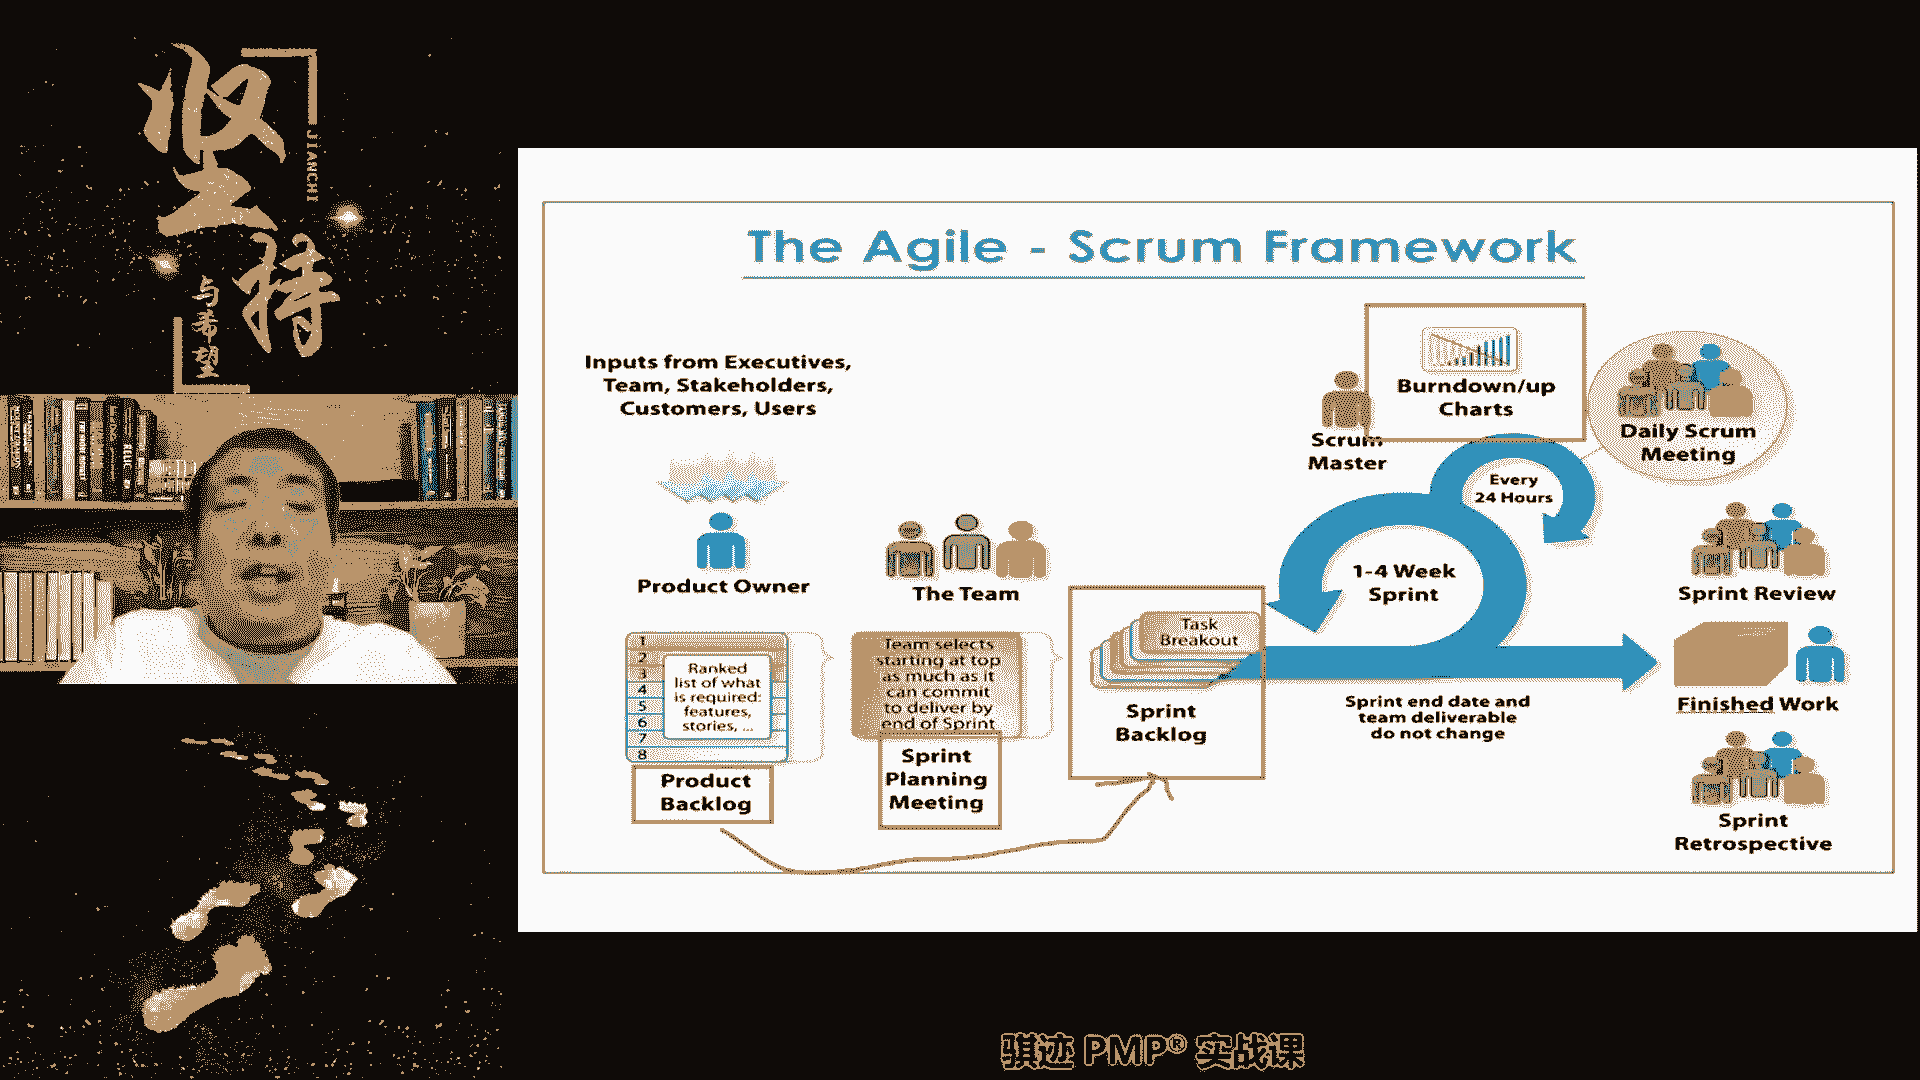 坚持
JIANCHI
与希望
The Agile - Scrum Framework
Inputs from Executives,
Team, Stakeholders,
Customers, Users
Product Owner
The Team
1
2
3
4
5
6
7
8
Ranked
list of what
is required:
features,
stories, ...
Product
Backlog
Team selects
starting at top
as much as it
can commit
to deliver by
end of Sprint
Sprint
Planning
Meeting
Task
Breakout
Sprint
Backlog
Scrum
Master
Burndown/up
Charts
Daily Scrum
Meeting
Every
24 Hours
1-4 Week
Sprint
Sprint end date and
team deliverable
do not change
Sprint Review
Finished Work
Sprint
Retrospective
骐迹 PMP® 实战课